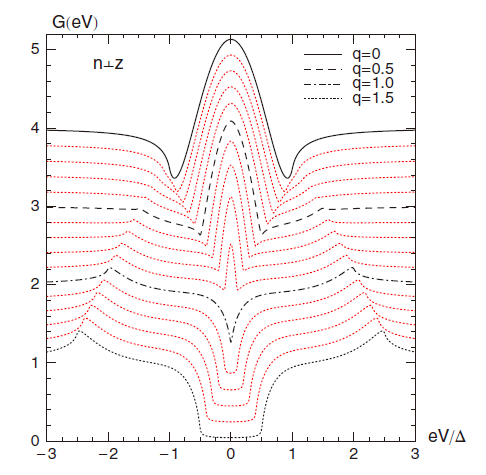 G(eV)
5
n⊥z
q=0
q=0.5
q=1.0
q=1.5
4
3
2
1
0
eV/Δ
−3 −2 −1 0 1 2 3